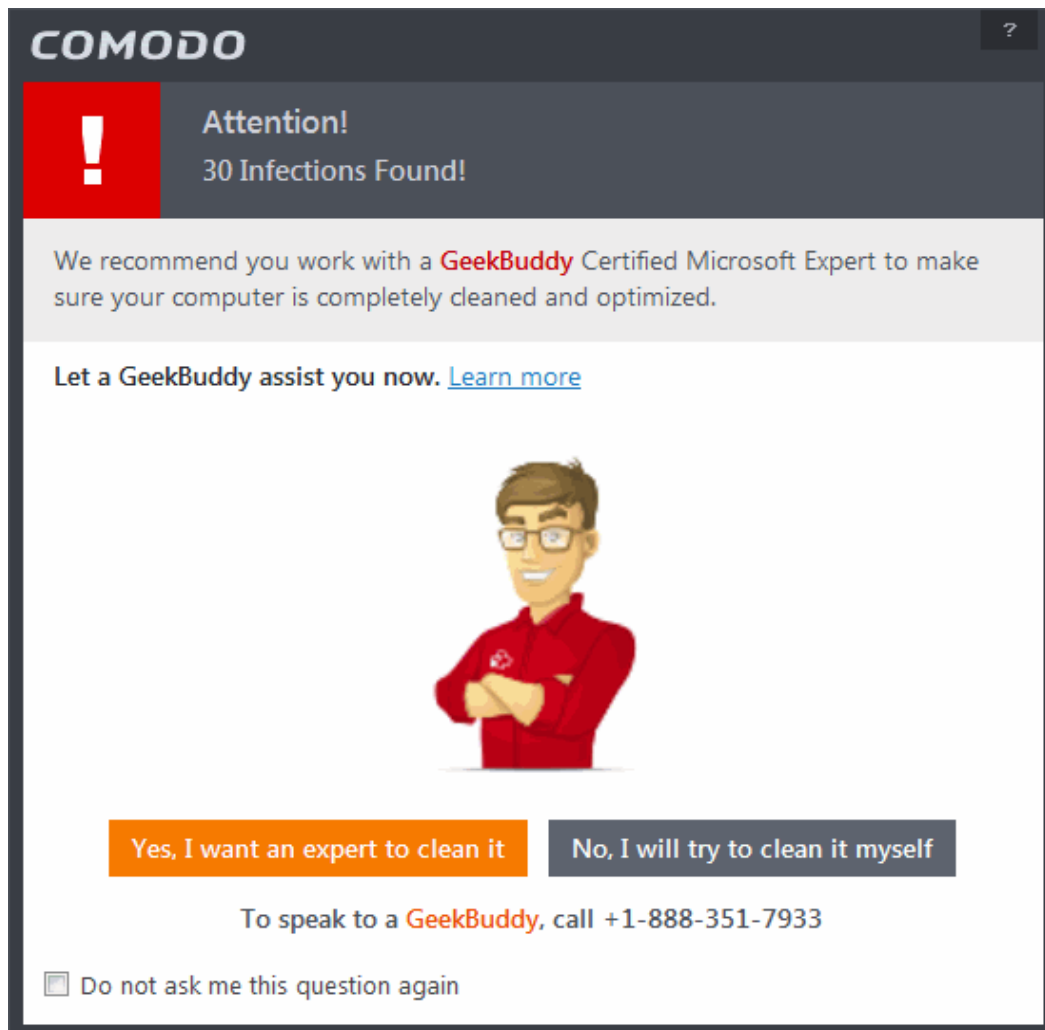 COMODO
?
!
Attention!
30 Infections Found!
We recommend you work with a GeekBuddy Certified Microsoft Expert to make
sure your computer is completely cleaned and optimized.
Let a GeekBuddy assist you now. Learn more
Yes, I want an expert to clean it
No, I will try to clean it myself
To speak to a GeekBuddy, call +1-888-351-7933
Do not ask me this question again